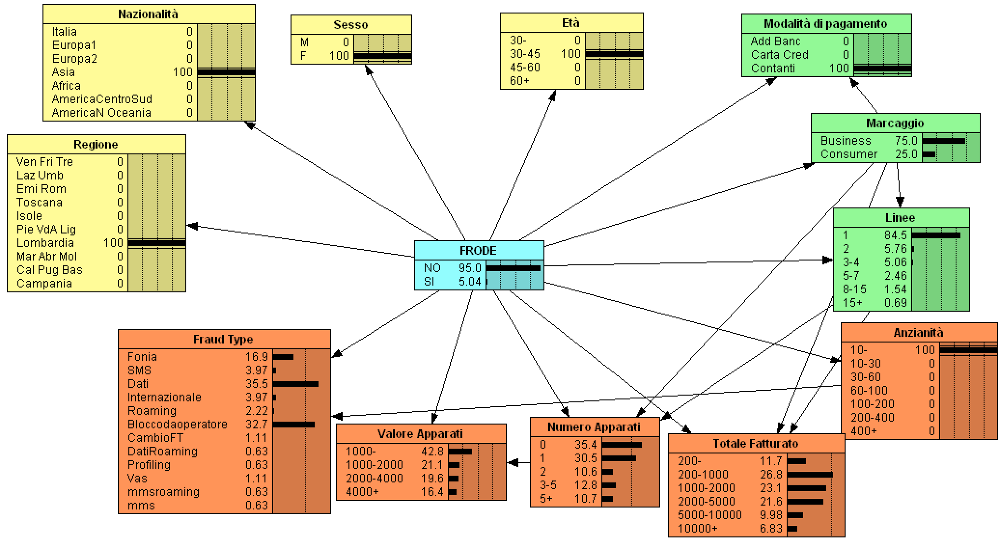 Nazionalità
Italia 0
Europa1 0
Europa2 0
Asia 100
Africa 0
AmericaCentroSud 0
AmericaN Oceania 0
Sesso
M 0
F 100
Età
30- 0
30-45 100
45-60 0
60+ 0
Modalità di pagamento
Add Banc 0
Carta Cred 0
Contanti 100
Marcaggio
Business 75.0
Consumer 25.0
Regione
Ven Fri Tre 0
Laz Umb 0
Emi Rom 0
Toscana 0
Isole 0
Pie VdA Lig 0
Lombardia 100
Mar Abr Mol 0
Cal Pug Bas 0
Campania 0
FRODE
NO 95.0
SI 5.04
Linee
1 84.5
2 5.76
3-4 5.06
5-7 2.46
8-15 1.54
15+ 0.69
Fraud Type
Fonia 16.9
SMS 3.97
Dati 35.5
Internazionale 3.97
Roaming 2.22
Bloccodaoperatore 32.7
CambioFT 1.11
DatiRoaming 0.63
Profiling 0.63
Vas 1.11
mmsroaming 0.63
mms 0.63
Valore Apparati
1000- 42.8
1000-2000 21.1
2000-4000 19.6
4000+ 16.4
Numero Apparati
0 35.4
1 30.5
2 10.6
3-5 12.8
5+ 10.7
Totale Fatturato
200- 11.7
200-1000 26.8
1000-2000 23.1
2000-5000 21.6
5000-10000 9.98
10000+ 6.83
Anzianità
10- 100
10-30 0
30-60 0
60-100 0
100-200 0
200-400 0
400+ 0